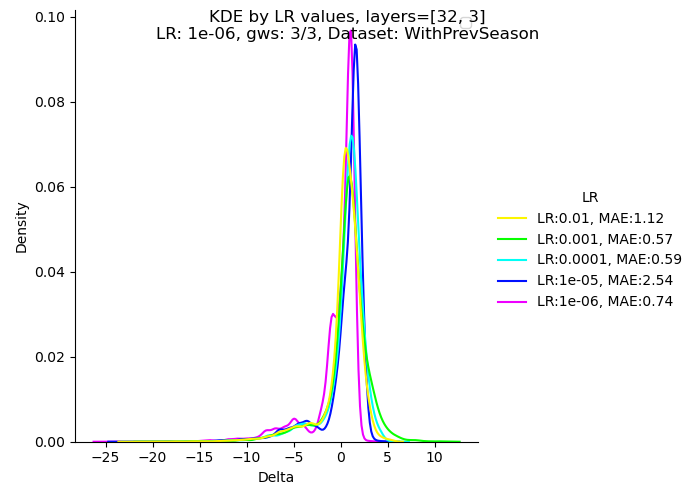 KDE by LR values, layers=[32, 3]
LR: 1e-06, gws: 3/3, Dataset: WithPrevSeason
0.10
0.08
0.06
0.04
0.02
0.00
Density
−25
−20
−15
−10
−5
0
5
10
Delta
LR
LR:0.01, MAE:1.12
LR:0.001, MAE:0.57
LR:0.0001, MAE:0.59
LR:1e-05, MAE:2.54
LR:1e-06, MAE:0.74